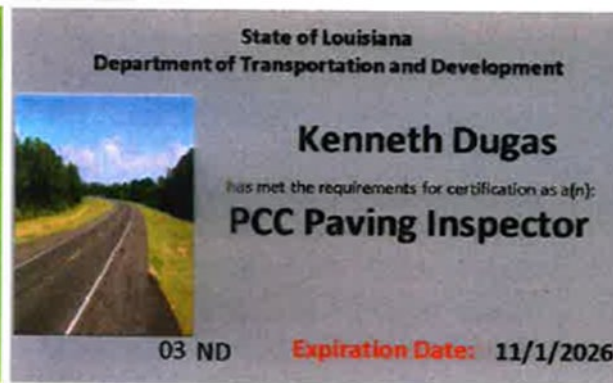 State of Louisiana
Department of Transportation and Development
Kenneth Dugas
has met the requirements for certification as a(n):
PCC Paving Inspector
03 ND Expiration Date: 11/1/2026